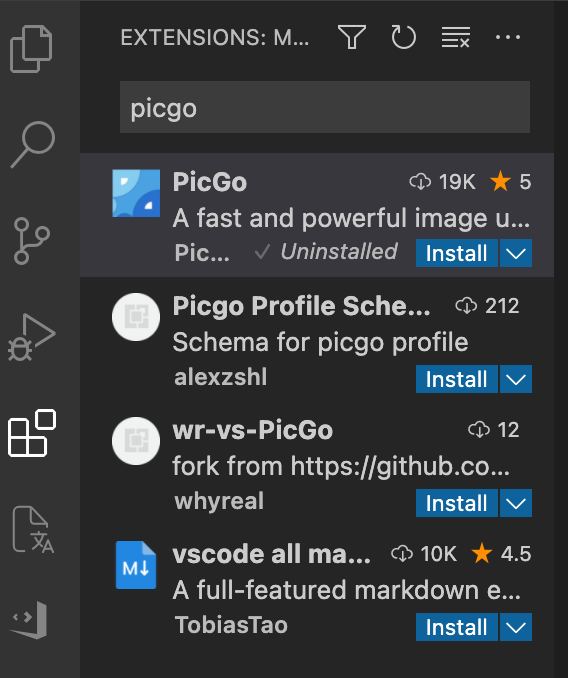 EXTENSIONS: M...
picgo
PicGo 19K 5
A fast and powerful image u...
Pic... Uninstalled Install
Picgo Profile Sche... 212
Schema for picgo profile
alexzshl Install
wr-vs-PicGo 12
fork from https://github.co...
whyreal Install
vscode all ma... 10K 4.5
M↓ A full-featured markdown e...
TobiasTao Install